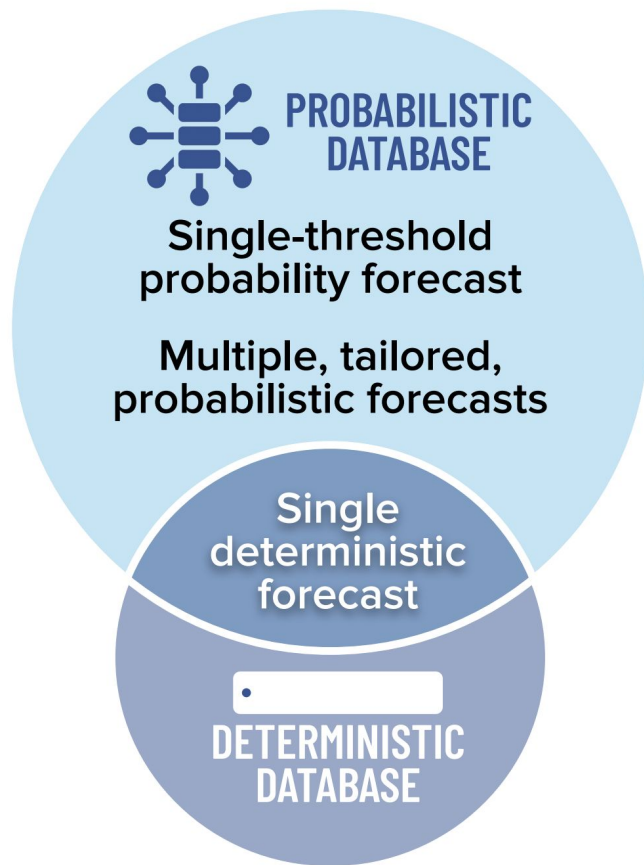 PROBABILISTIC
DATABASE
Single-threshold
probability forecast
Multiple, tailored,
probabilistic forecasts
Single
deterministic
forecast
DETERMINISTIC
DATABASE